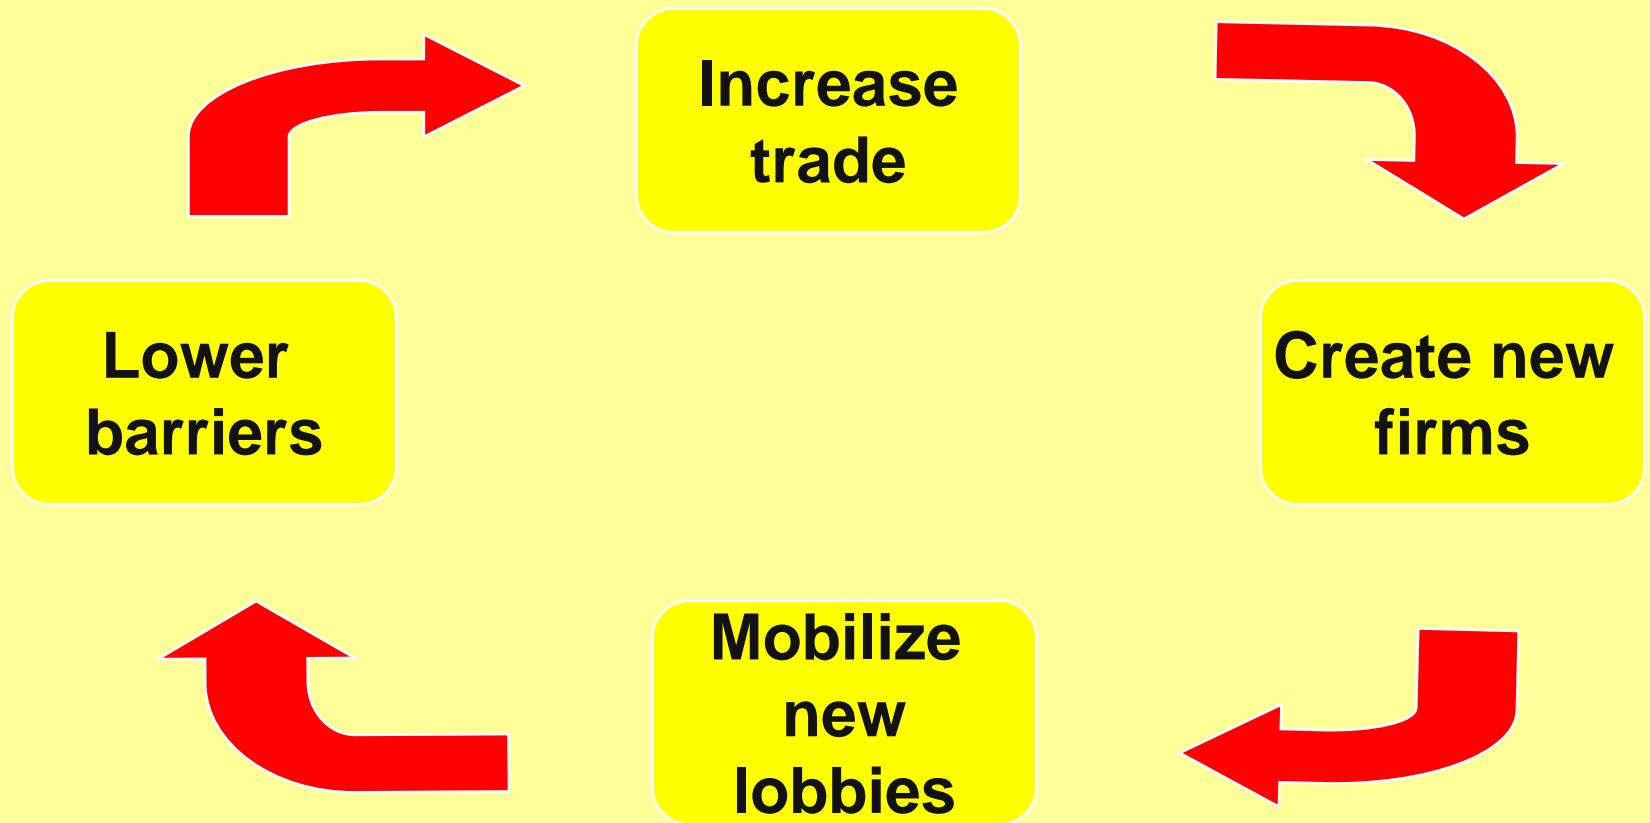 Increase
trade
Lower
barriers
Create new
firms
Mobilize
new
lobbies